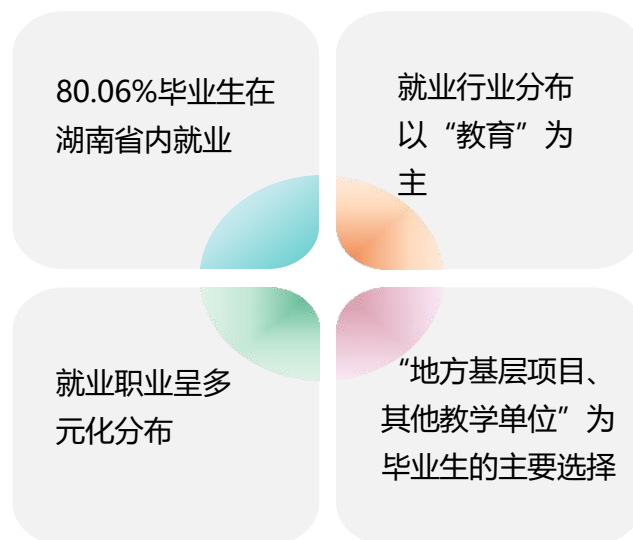 80.06%毕业生在
湖南省内就业
就业行业分布
以“教育”为
主
就业职业呈多
元化分布
“地方基层项目、
其他教学单位”为
毕业生的主要选择